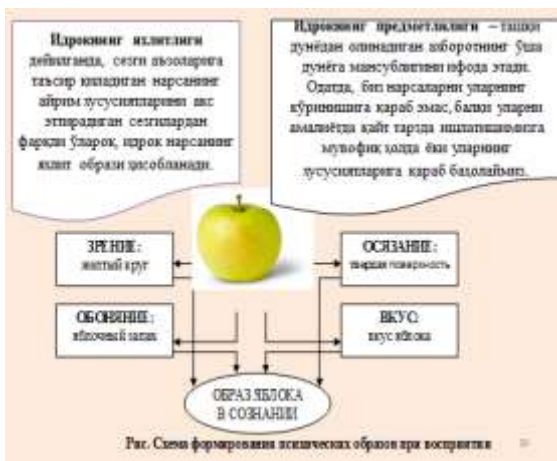 Идрокнинг яхлитлиги
дейилганда, сезги аъзоларига
таъсир қиладиган нарсанинг
айрим хусусиятларини акс
эттирадиган сезгилардан
фарқли ўлароқ, идрок нарсанинг
яхлит образи ҳисобланади.
Идрокнинг предметлилиги – ташқи
дунёдан олинадиган ахборотнинг ўша
дунёга мансублигини ифода этади.
Одатда, биз нарсаларни уларнинг
кўринишига қараб эмас, балки уларни
амалиётда қайт тарзда ишлатишимизга
мувофиқ ҳолда ёки уларнинг
хусусиятларига қараб баҳолаймиз.
ЗРЕНИЕ:
желтый круг
ОСЯЗАНИЕ:
твердая поверхность
ОБОНЯНИЕ:
яблочный запах
ВКУС:
вкус яблока
ОБРАЗ ЯБЛОКА
В СОЗНАНИИ
Рис. Схема формирования психических образов при восприятии